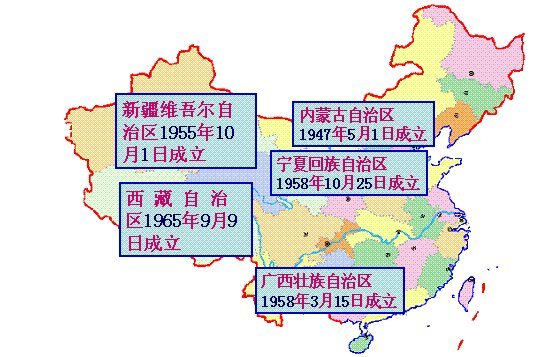 新疆维吾尔自
治区1955年10
月1日成立
内蒙古自治区
1947年5月1日成立
宁夏回族自治区
1958年10月25日成立
西藏自治
区1965年9月9
日成立
广西壮族自治区
1958年3月15日成立